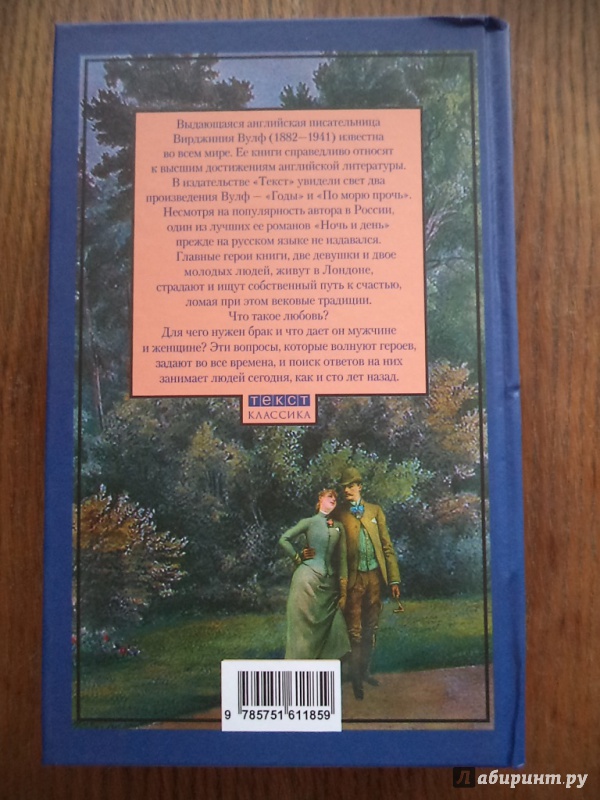 Выдающаяся английская писательница
Вирджиния Вулф (1882—1941) известна
во всем мире. Ее книги справедливо относят
к высшим достижениям английской литературы.
В издательстве «Текст» увидели свет два
произведения Вулф — «Годы» и «По морю прочь».
Несмотря на популярность автора в России,
один из лучших ее романов «Ночь и день»
прежде на русском языке не издавался.
Главные герои книги, две девушки и двое
молодых людей, живут в Лондоне,
страдают и ищут собственный путь к счастью,
ломая при этом вековые традиции.
Что такое любовь?
Для чего нужен брак и что дает он мужчине
и женщине? Эти вопросы, которые волнуют героев,
задают во все времена, и поиск ответов на них
занимает людей сегодня, как и сто лет назад.
ТЕКСТ
КЛАССИКА
9 785751 611859
Лабиринт.ру